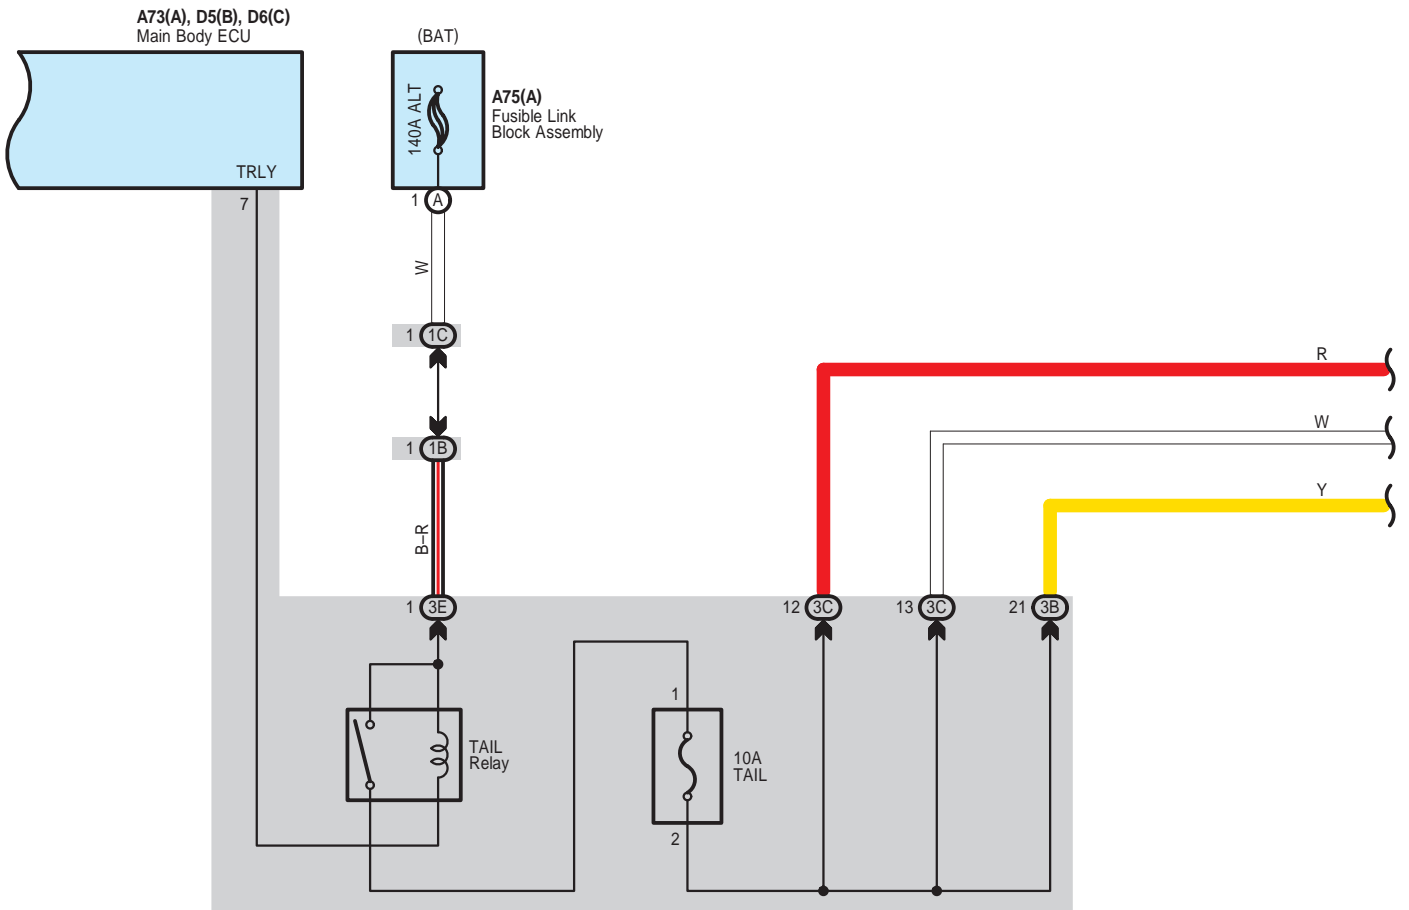 A73(A), D5(B), D6(C)
Main Body ECU
(BAT)
140A ALT
A75(A)
Fusible Link
Block Assembly
TRLY
7
1 A
W
1 1C
R
W
1 1B
Y
B–R
1 3E
12 3C
13 3C
21 3B
1
TAIL
Relay
10A
TAIL
2